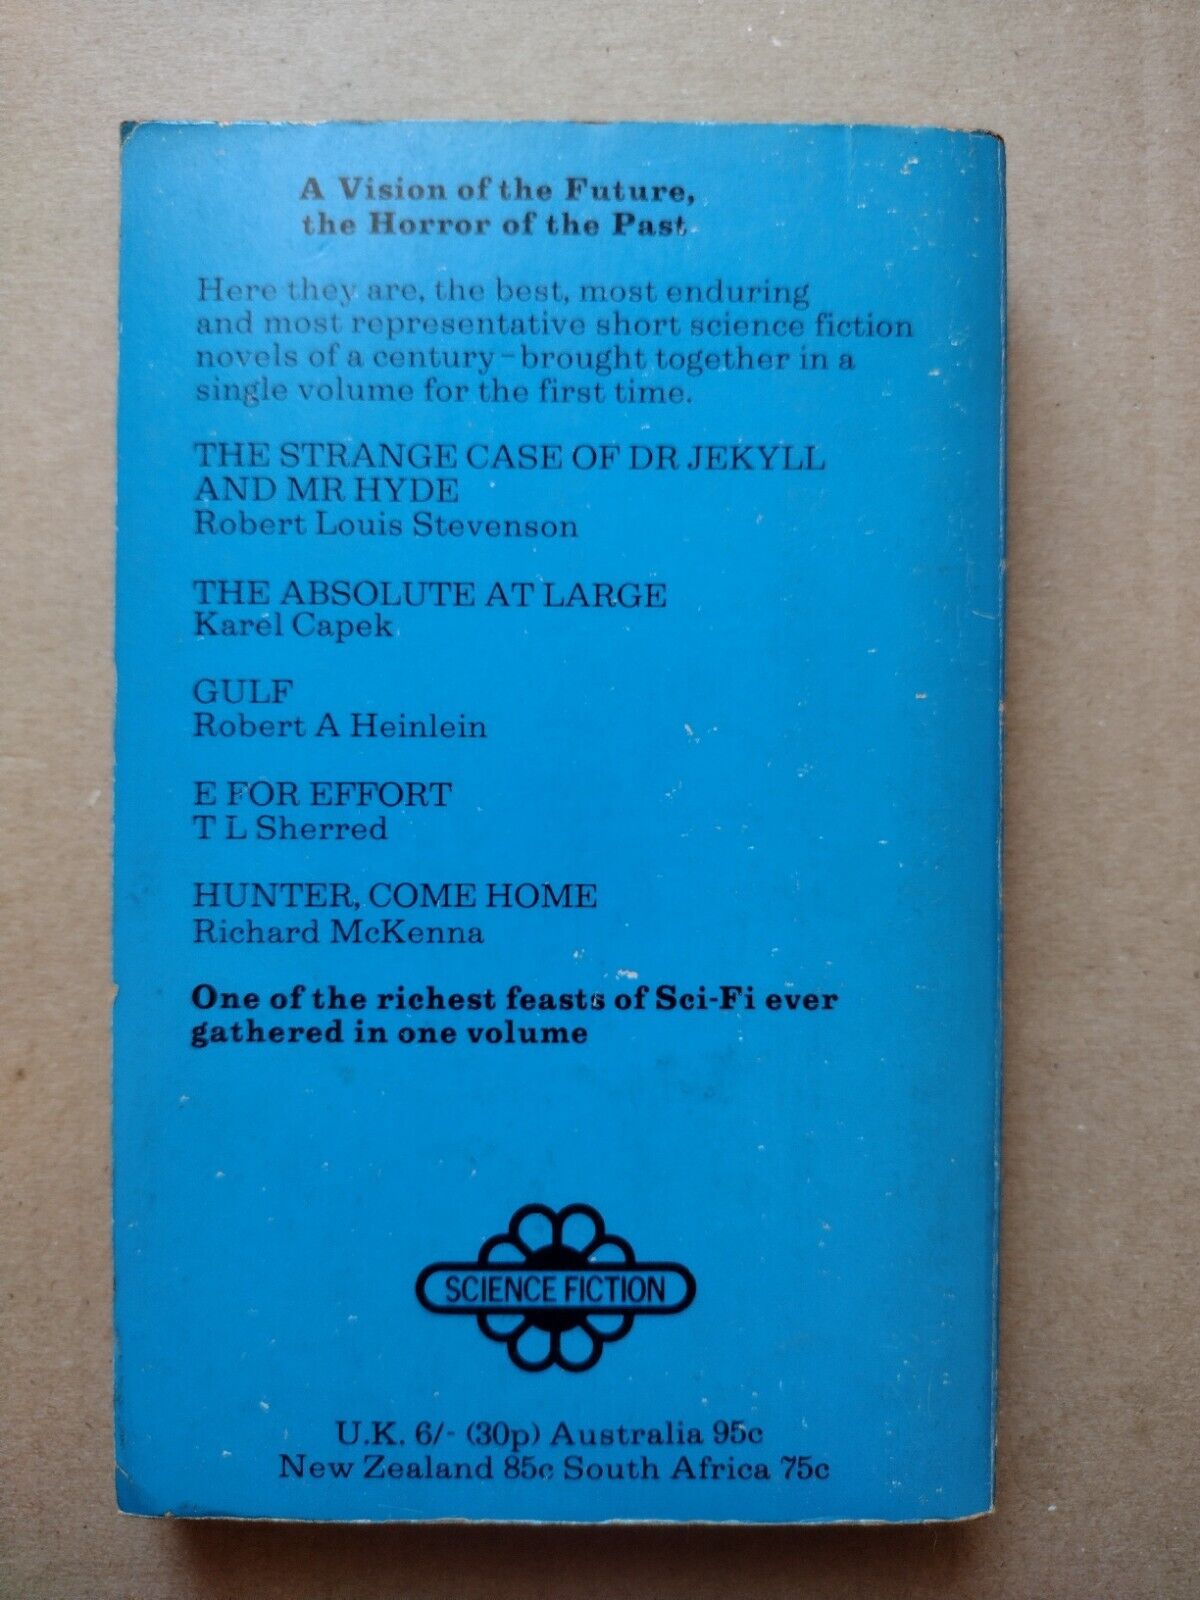 A Vision of the Future,
the Horror of the Past
Here they are, the best, most enduring
and most representative short science fiction
novels of a century – brought together in a
single volume for the first time.
THE STRANGE CASE OF DR JEKYLL
AND MR HYDE
Robert Louis Stevenson
THE ABSOLUTE AT LARGE
Karel Capek
GULF
Robert A Heinlein
E FOR EFFORT
T L Sherred
HUNTER, COME HOME
Richard McKenna
One of the richest feasts of Sci-Fi ever
gathered in one volume
SCIENCE FICTION
U.K. 6/- (30p) Australia 95c
New Zealand 85c South Africa 75c